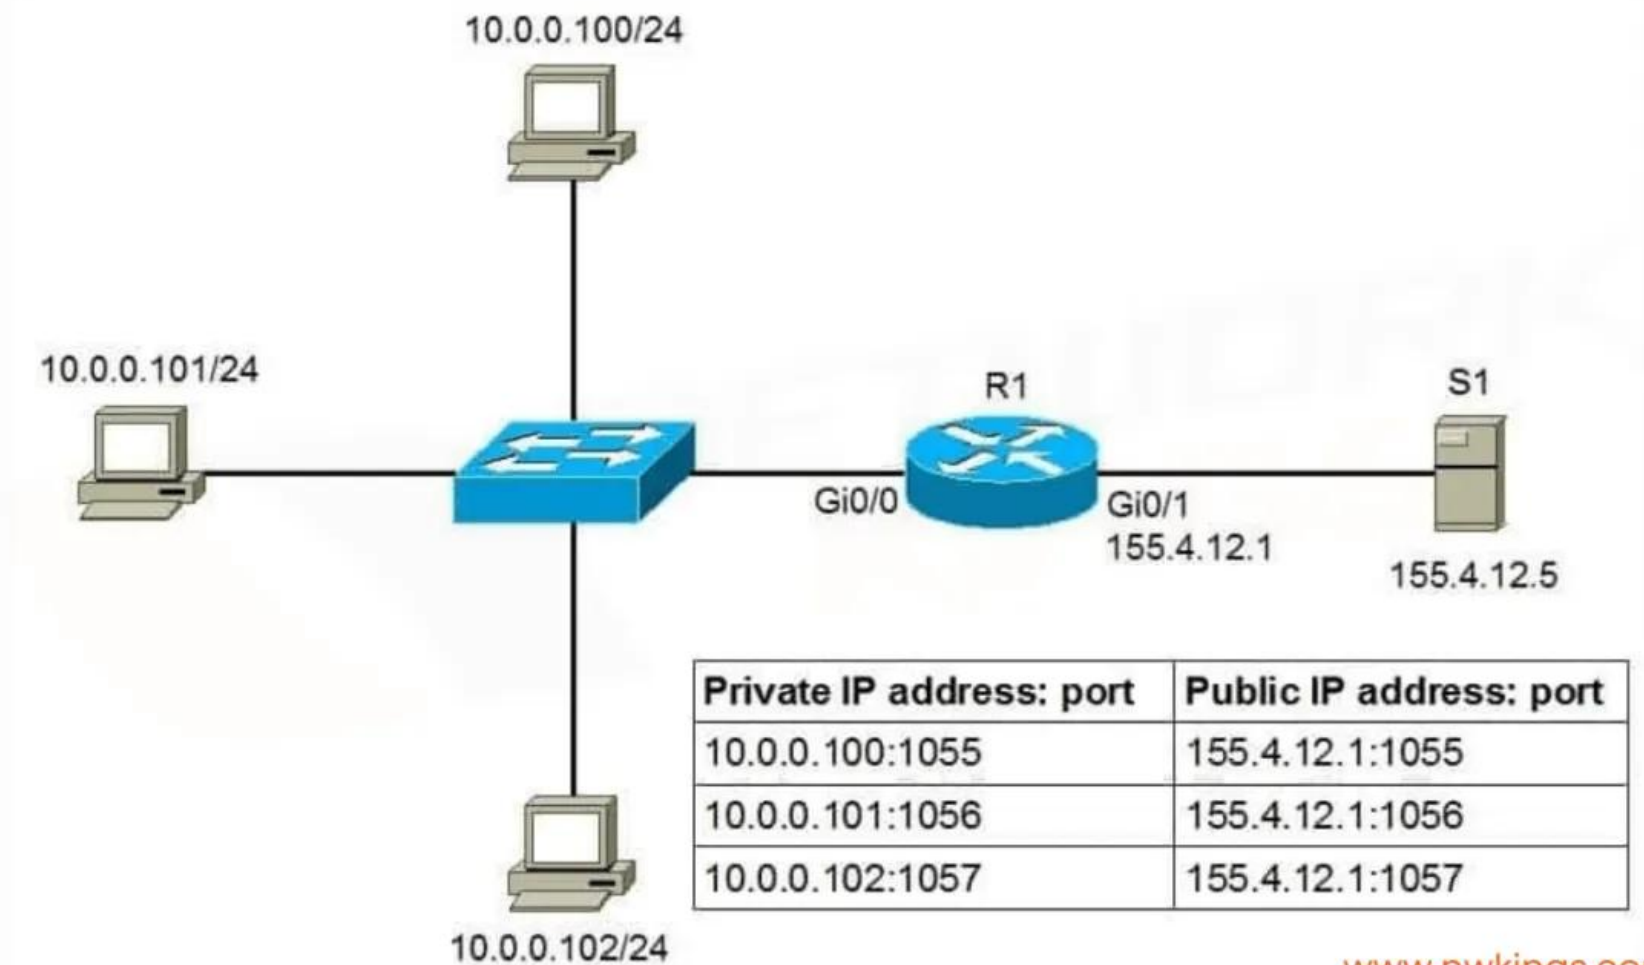 10.0.0.100/24
10.0.0.101/24
R1
S1
Gi0/0
Gi0/1
155.4.12.1
155.4.12.5
Private IP address: port
Public IP address: port
10.0.0.100:1055
155.4.12.1:1055
10.0.0.101:1056
155.4.12.1:1056
10.0.0.102:1057
155.4.12.1:1057
10.0.0.102/24